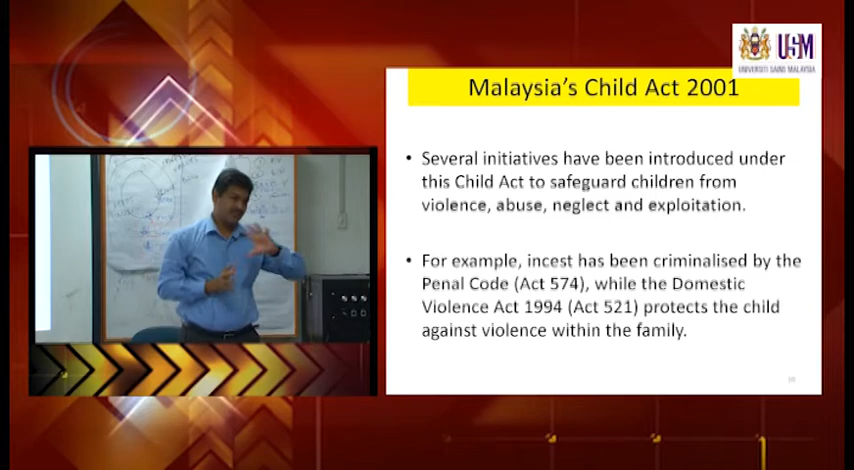 USM
UNIVERSITI SAINS MALAYSIA
Malaysia's Child Act 2001
• Several initiatives have been introduced under
this Child Act to safeguard children from
violence, abuse, neglect and exploitation.
• For example, incest has been criminalised by the
Penal Code (Act 574), while the Domestic
Violence Act 1994 (Act 521) protects the child
against violence within the family.